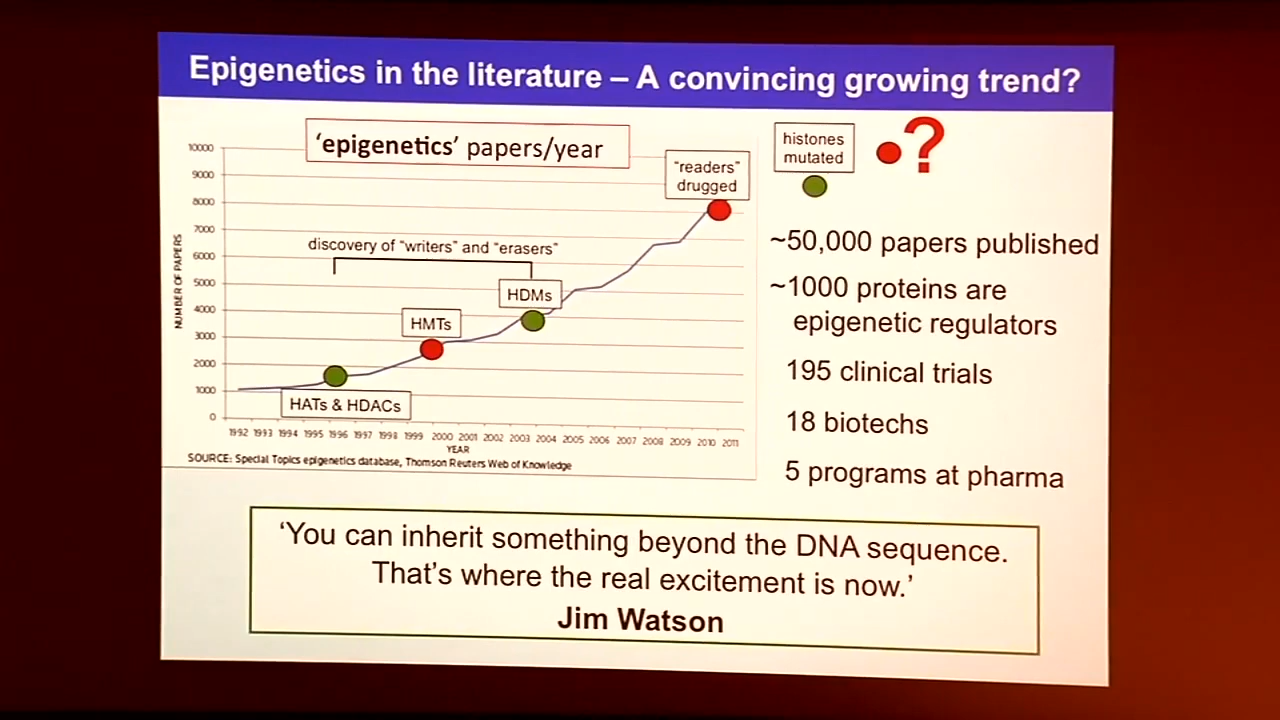 Epigenetics in the literature – A convincing growing trend?
'epigenetics' papers/year
10000
9000
8000
7000
6000
5000
4000
3000
2000
1000
0
NUMBER OF PAPERS
discovery of "writers" and "erasers"
"readers"
drugged
HDMs
HMTs
HATs & HDACs
1992 1993 1994 1995 1996 1997 1998 1999 2000 2001 2002 2003 2004 2005 2006 2007 2008 2009 2010 2011
YEAR
SOURCE: Special Topics epigenetics database, Thomson Reuters Web of Knowledge
histones
mutated
?
~50,000 papers published
~1000 proteins are
epigenetic regulators
195 clinical trials
18 biotechs
5 programs at pharma
'You can inherit something beyond the DNA sequence.
That's where the real excitement is now.'
Jim Watson